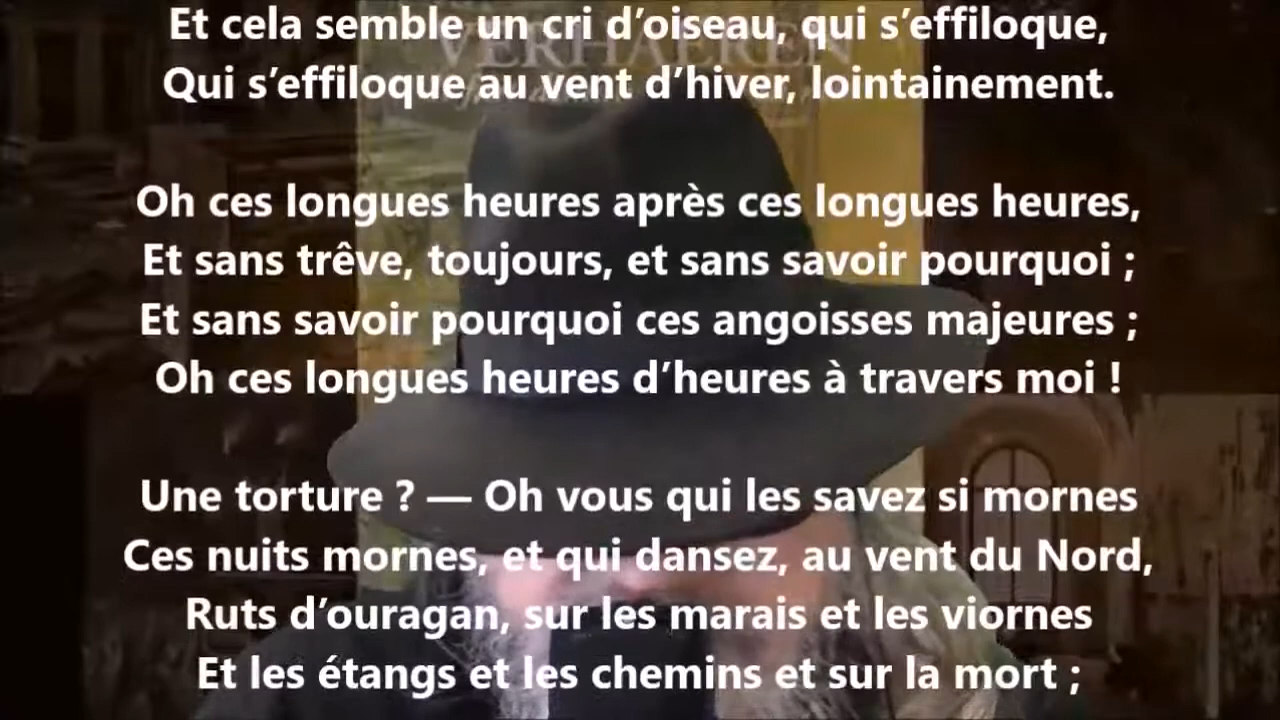 Et cela semble un cri d’oiseau, qui s’effiloque,
VERHAEREN
Qui s’effiloque au vent d’hiver, lointainement.
Oh ces longues heures après ces longues heures,
Et sans trêve, toujours, et sans savoir pourquoi ;
Et sans savoir pourquoi ces angoisses majeures ;
Oh ces longues heures d’heures à travers moi !
Une torture ? — Oh vous qui les savez si mornes
Ces nuits mornes, et qui dansez, au vent du Nord,
Ruts d’ouragan, sur les marais et les viornes
Et les étangs et les chemins et sur la mort ;